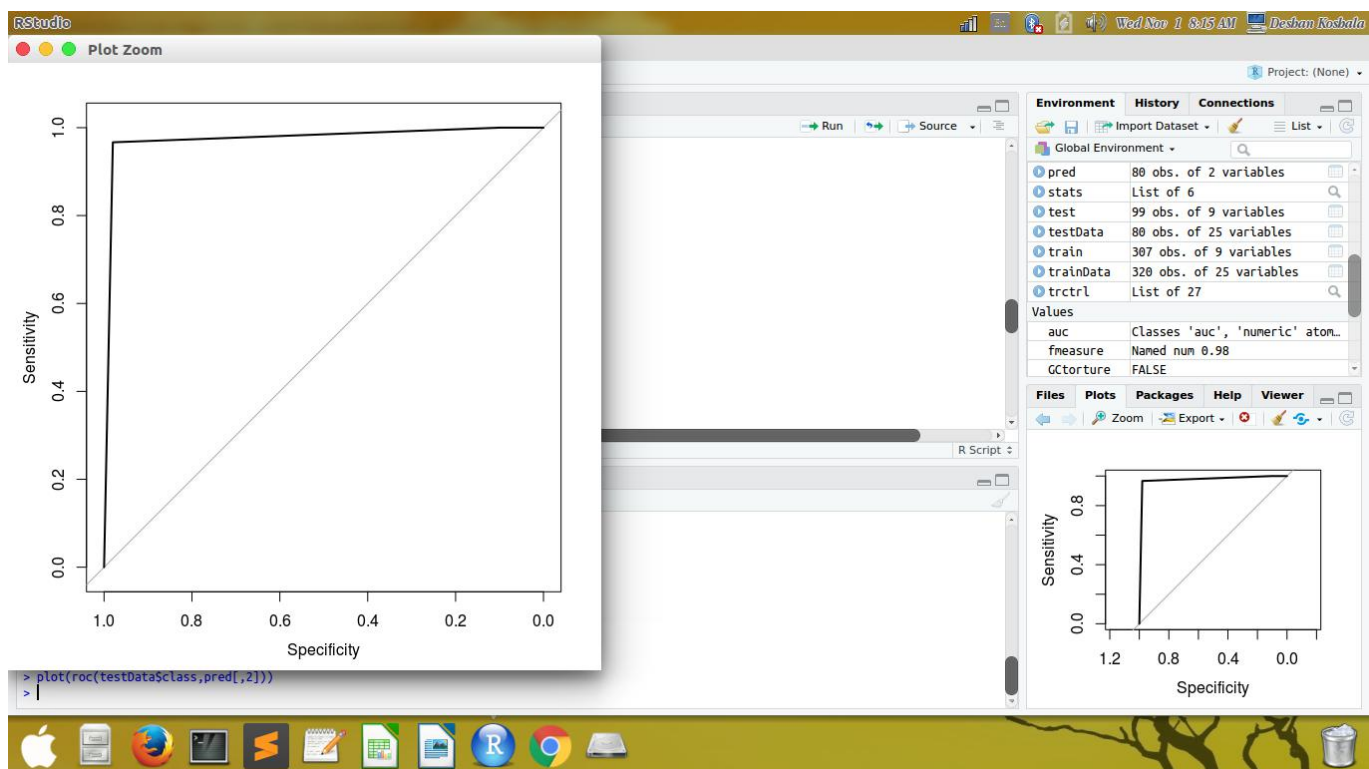 RStudio
Wed Nov 1 8:15 AM Desban Kosbala
Plot Zoom
1.0
0.8
0.6
0.4
0.2
0.0
Sensitivity
1.0 0.8 0.6 0.4 0.2 0.0
Specificity
Project: (None)
Run Source
R Script
> plot(roc(testData$class,pred[,2]))
>
Environment History Connections
Import Dataset List
Global Environment
pred 80 obs. of 2 variables
stats List of 6
test 99 obs. of 9 variables
testData 80 obs. of 25 variables
train 307 obs. of 9 variables
trainData 320 obs. of 25 variables
trctrl List of 27
Values
auc Classes 'auc', 'numeric' atom…
fmeasure Named num 0.98
GCtorture FALSE
Files Plots Packages Help Viewer
Zoom Export
0.8
0.4
0.0
Sensitivity
1.2 0.8 0.4 0.0
Specificity
R